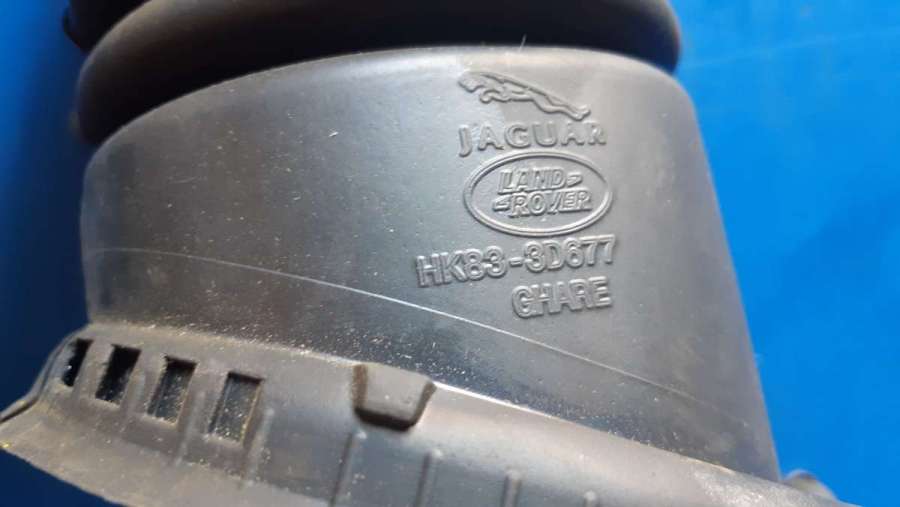 JAGUAR
LAND-
-ROVER
HK83-3D677
GHARE